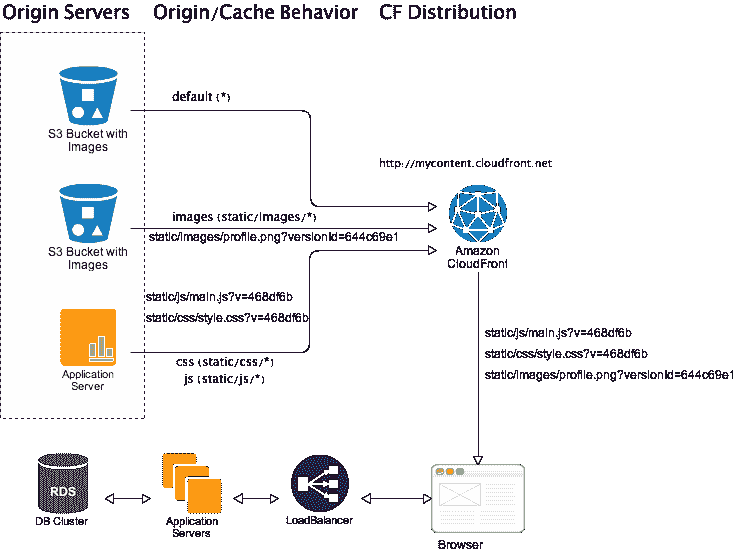 Origin Servers
Origin/Cache Behavior
CF Distribution
default (*)
S3 Bucket with
Images
http://mycontent.cloudfront.net
images (static/images/*)
static/images/profile.png?versionId=644c69e1
S3 Bucket with
Images
Amazon
CloudFront
static/js/main.js?v=468df6b
static/css/style.css?v=468df6b
Application
Server
css (static/css/*)
js (static/js/*)
static/js/main.js?v=468df6b
static/css/style.css?v=468df6b
static/images/profile.png?versionId=644c69e1
RDS
DB Cluster
Application
Servers
LoadBalancer
Browser